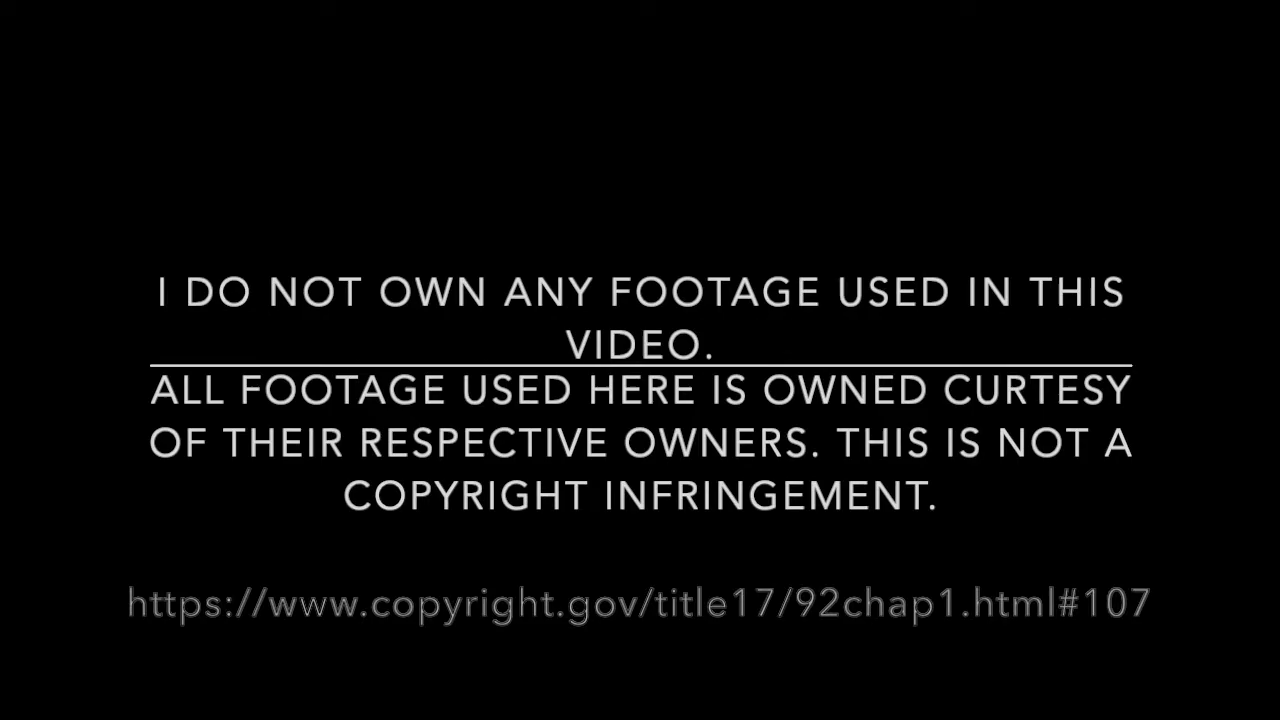 I DO NOT OWN ANY FOOTAGE USED IN THIS
VIDEO.
ALL FOOTAGE USED HERE IS OWNED CURTESY
OF THEIR RESPECTIVE OWNERS. THIS IS NOT A
COPYRIGHT INFRINGEMENT.
https://www.copyright.gov/title17/92chap1.html#107